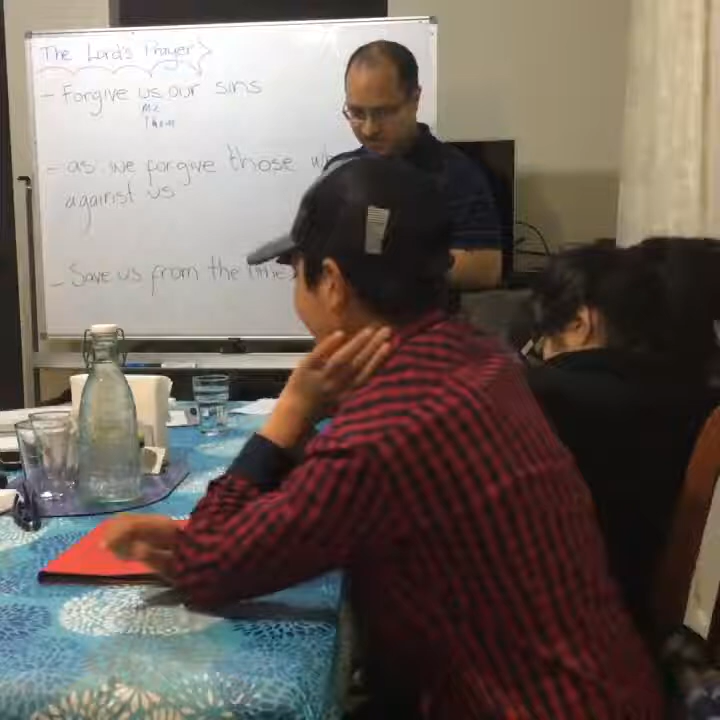 The Lord's Prayer
- Forgive us our sins
me
them
- as we forgive those
against us
- Save us from the time